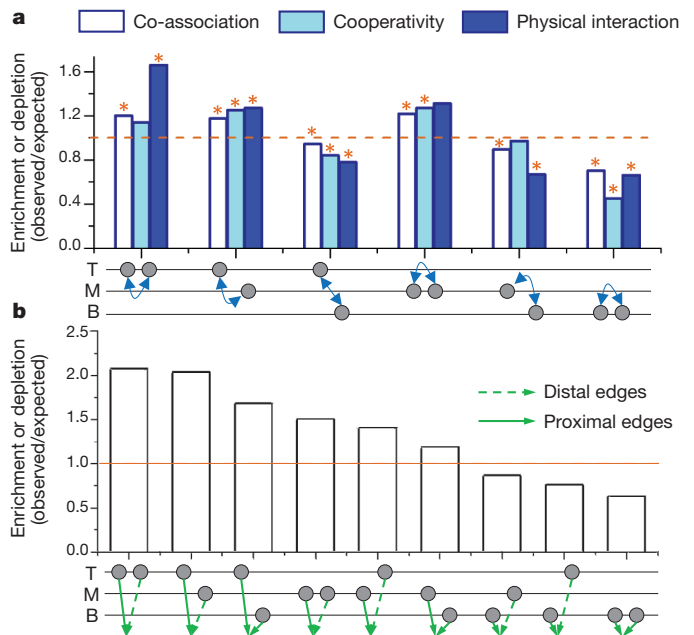 a
Co-association Cooperativity Physical interaction
Enrichment or depletion
(observed/expected)
1.6
1.2
0.8
0.4
0.0
* * * * * * * * * * * * * *
T
M
B
b
Enrichment or depletion
(observed/expected)
2.5
2.0
1.5
1.0
0.5
0.0
Distal edges
Proximal edges
T
M
B